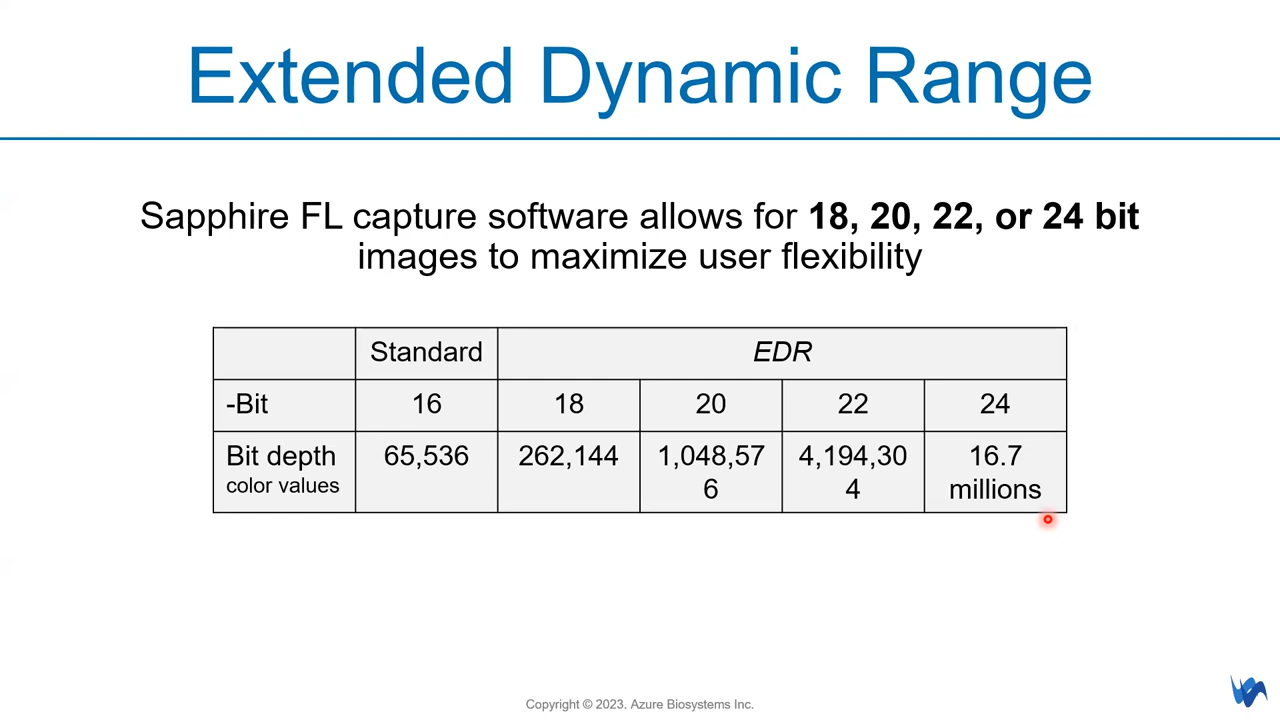 Extended Dynamic Range
Sapphire FL capture software allows for 18, 20, 22, or 24 bit
images to maximize user flexibility
Standard EDR
-Bit 16 18 20 22 24
Bit depth 65,536 262,144 1,048,57 4,194,30 16.7
color values 6 4 millions
Copyright © 2023. Azure Biosystems Inc.